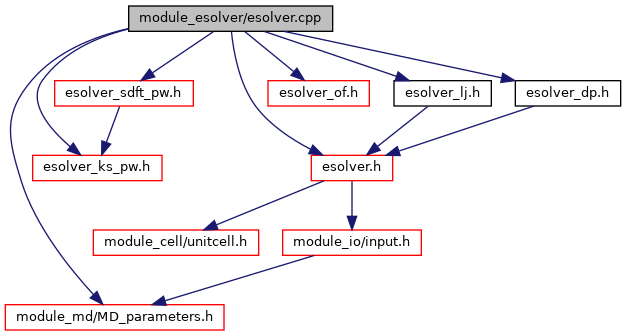 module_esolver/esolver.cpp
esolver_sdft_pw.h
esolver_of.h
esolver_lj.h
esolver_dp.h
esolver_ks_pw.h
esolver.h
module_cell/unitcell.h
module_io/input.h
module_md/MD_parameters.h